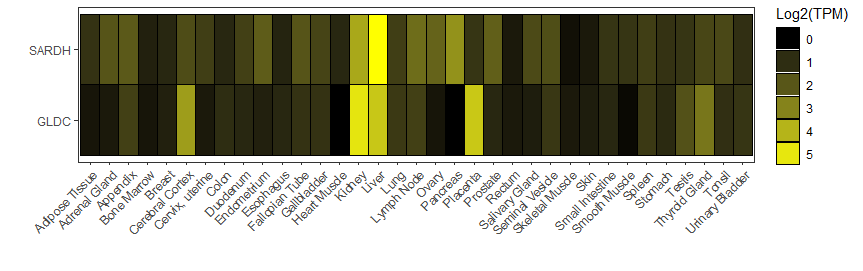 Log2(TPM)
SARDH
GLDC
0
1
2
3
4
5
Adipose Tissue
Adrenal Gland
Appendix
Bone Marrow
Breast
Cerebral Cortex
Cervix, uterine
Colon
Duodenum
Endometrium
Esophagus
Fallopian Tube
Gallbladder
Heart Muscle
Kidney
Liver
Lung
Lymph Node
Ovary
Pancreas
Placenta
Prostate
Rectum
Salivary Gland
Seminal Vesicle
Skeletal Muscle
Skin
Small Intestine
Smooth Muscle
Spleen
Stomach
Testis
Thyroid Gland
Tonsil
Urinary Bladder